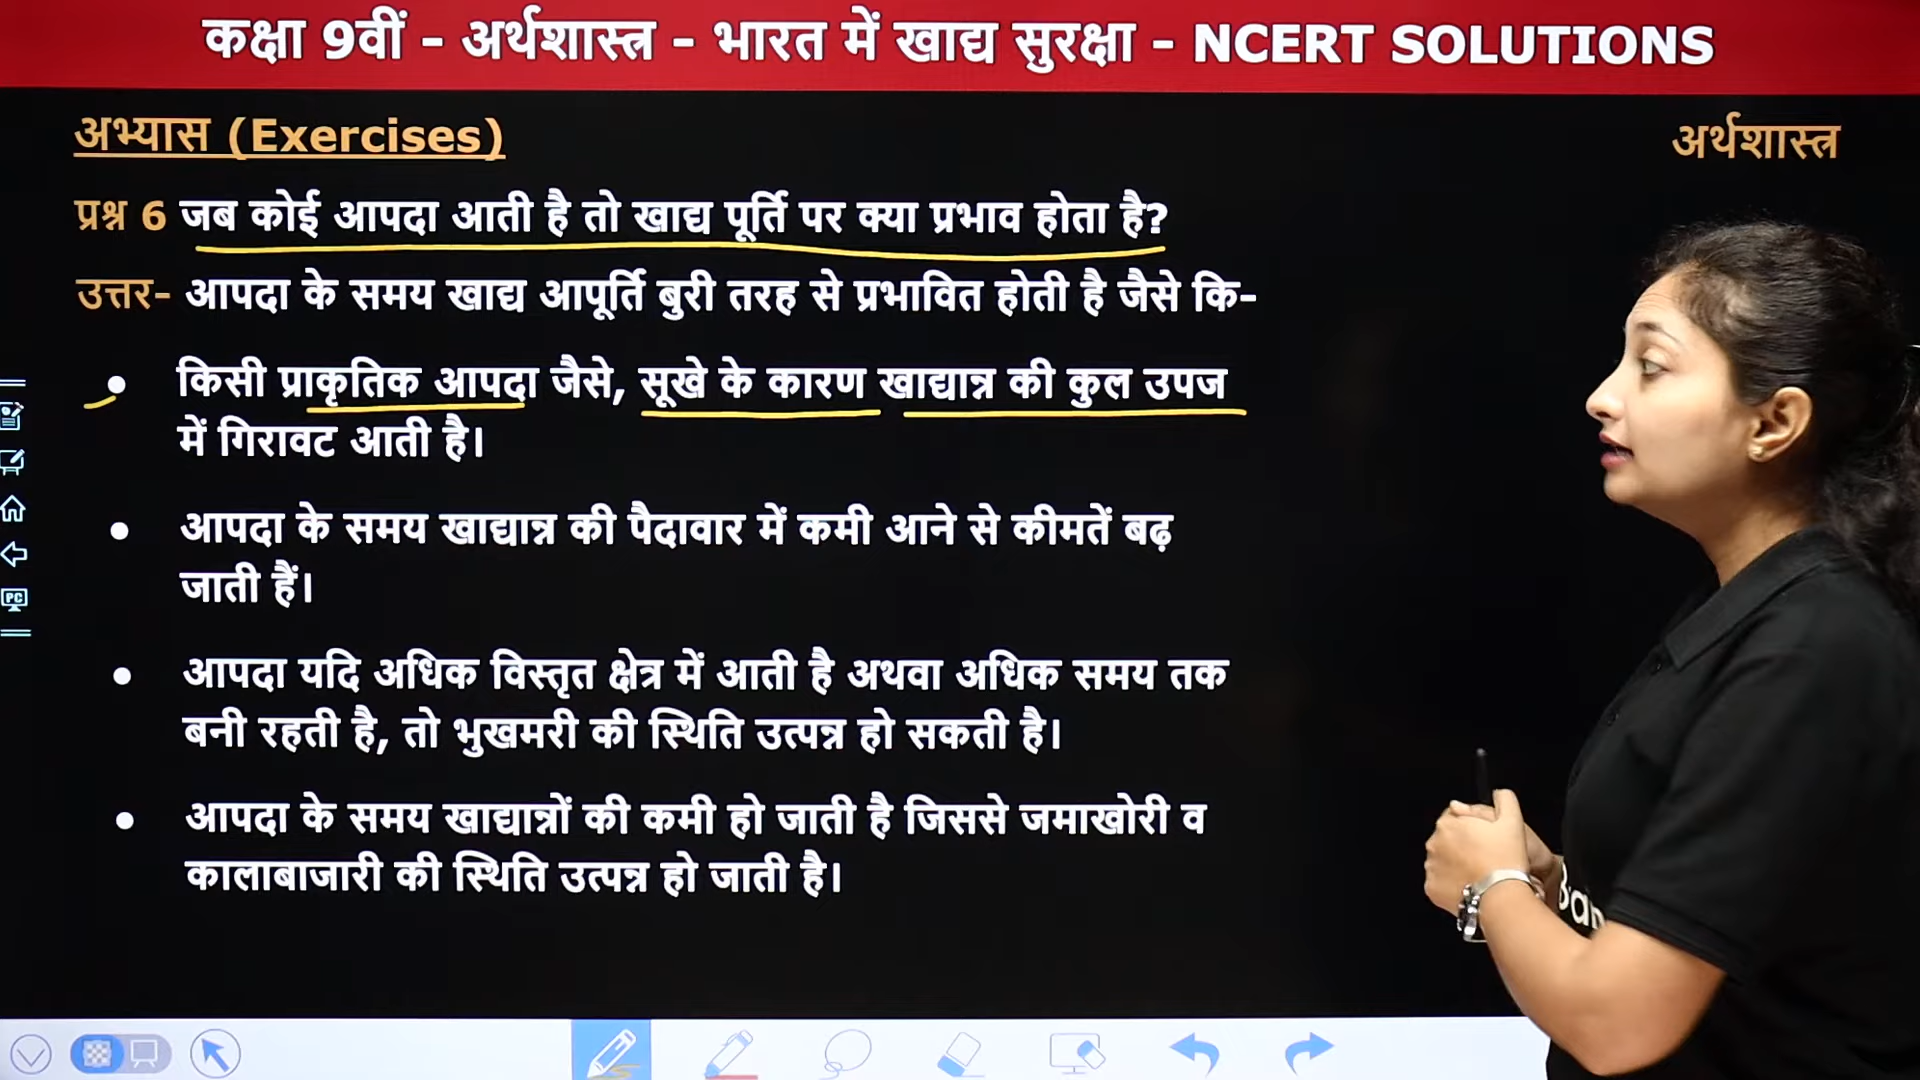 कक्षा 9वीं - अर्थशास्त्र - भारत में खाद्य सुरक्षा - NCERT SOLUTIONS
अभ्यास (Exercises)
अर्थशास्त्र
प्रश्न 6 जब कोई आपदा आती है तो खाद्य पूर्ति पर क्या प्रभाव होता है?
उत्तर- आपदा के समय खाद्य आपूर्ति बुरी तरह से प्रभावित होती है जैसे कि-
• किसी प्राकृतिक आपदा जैसे, सूखे के कारण खाद्यान्न की कुल उपज
में गिरावट आती है।
• आपदा के समय खाद्यान्न की पैदावार में कमी आने से कीमतें बढ़
जाती हैं।
• आपदा यदि अधिक विस्तृत क्षेत्र में आती है अथवा अधिक समय तक
बनी रहती है, तो भुखमरी की स्थिति उत्पन्न हो सकती है।
• आपदा के समय खाद्यान्नों की कमी हो जाती है जिससे जमाखोरी व
कालाबाजारी की स्थिति उत्पन्न हो जाती है।
PC